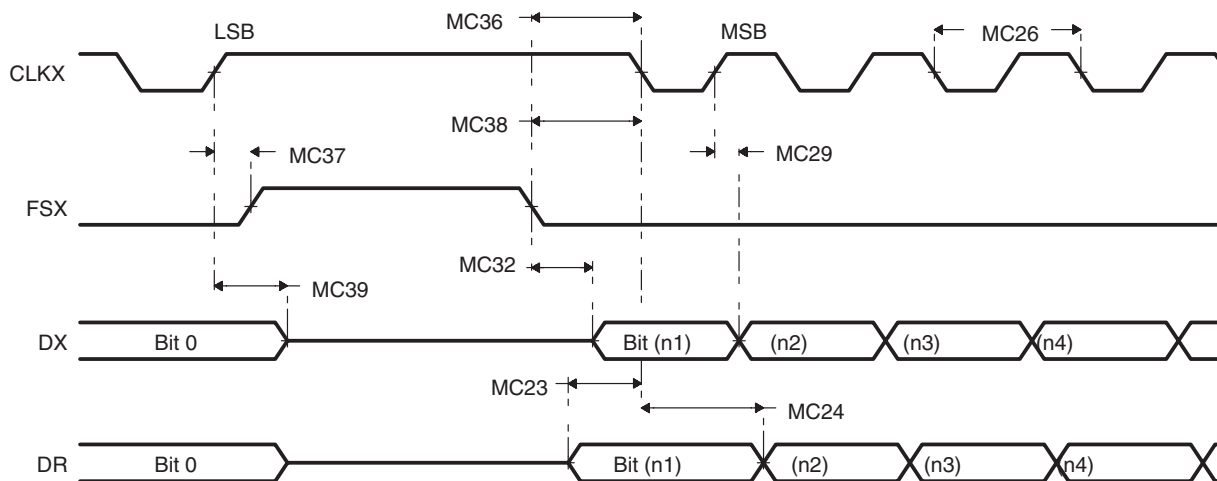 LSB
MC36
MSB
MC26
CLKX
MC38
MC37
MC29
FSX
MC32
MC39
DX
Bit 0
Bit (n1)
(n2)
(n3)
(n4)
MC23
MC24
DR
Bit 0
Bit (n1)
(n2)
(n3)
(n4)